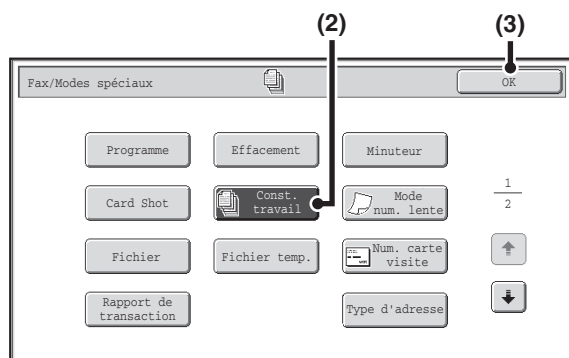 (2)
(3)
Fax/Modes spéciaux
OK
Programme
Effacement
Minuteur
Card Shot
Const.
travail
Mode
num. lente
1
2
Fichier
Fichier temp.
Num. carte
visite
Rapport de
transaction
Type d'adresse